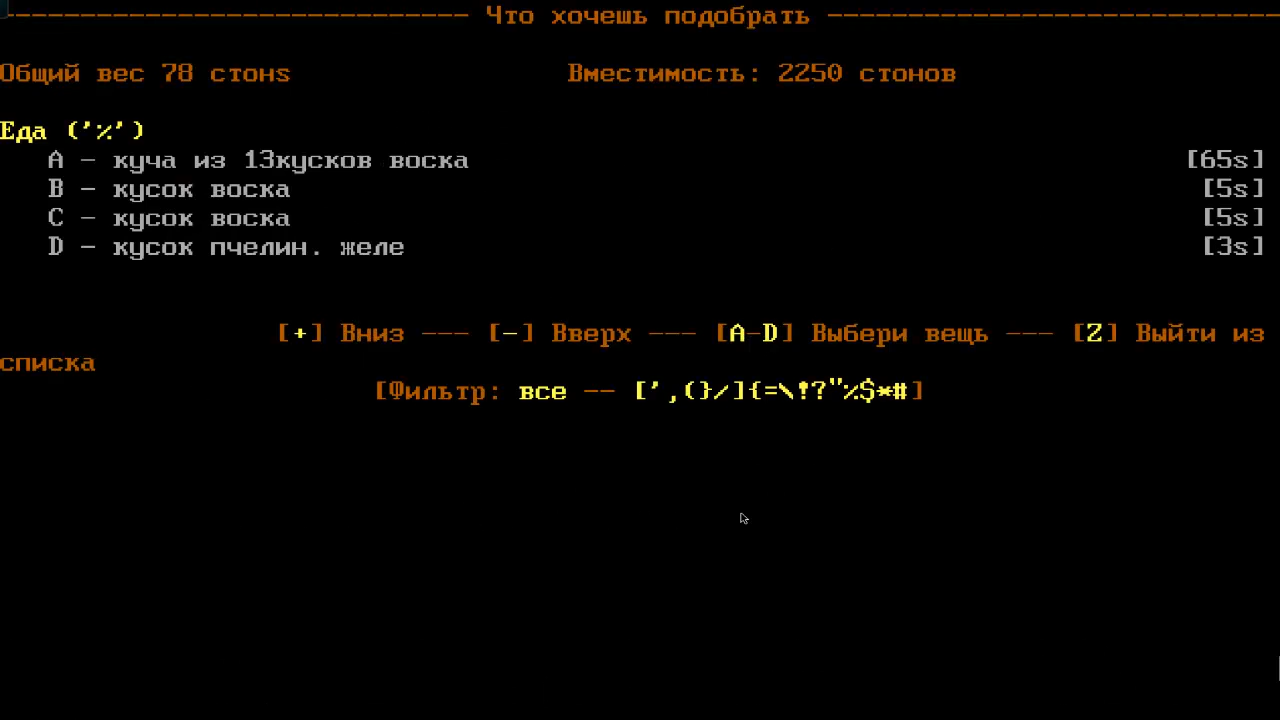 ----------------------------- Что хочешь подобрать ----------------------------
Общий вес 78 стонs Вместимость: 2250 стонов
Еда ('%')
A - куча из 13кусков воска [65s]
B - кусок воска [5s]
C - кусок воска [5s]
D - кусок пчелин. желе [3s]
[+] Вниз --- [-] Вверх --- [A-D] Выбери вещь --- [Z] Выйти из
списка
[Фильтр: все -- [',(}/]{=\!?"%$*#]